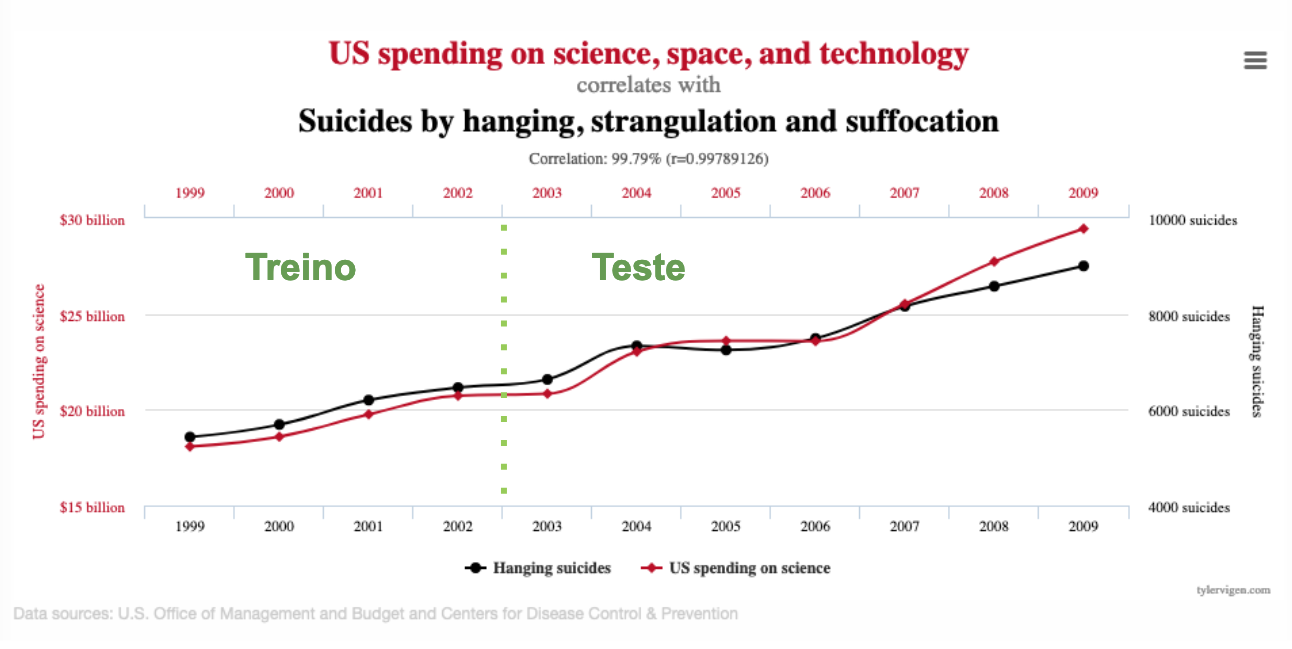 US spending on science, space, and technology
correlates with
Suicides by hanging, strangulation and suffocation
Correlation: 99.79% (r=0.99789126)
1999 2000 2001 2002 2003 2004 2005 2006 2007 2008 2009
$30 billion 10000 suicides
Treino Teste
US spending on science
$25 billion 8000 suicides
Hanging suicides
$20 billion 6000 suicides
$15 billion 4000 suicides
1999 2000 2001 2002 2003 2004 2005 2006 2007 2008 2009
Hanging suicides US spending on science
tylervigen.com
Data sources: U.S. Office of Management and Budget and Centers for Disease Control & Prevention